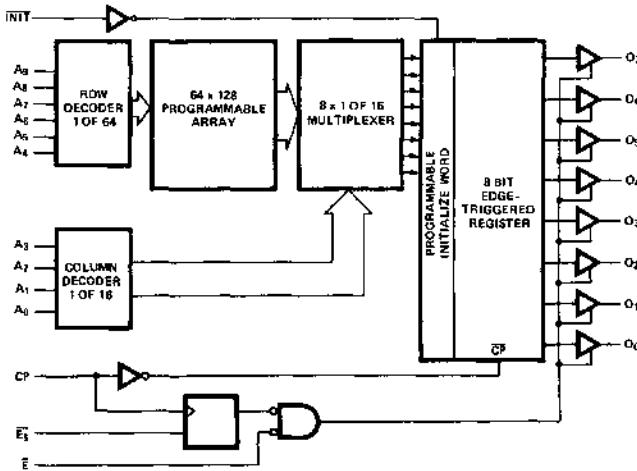 INIT
A9
A8
A7
A6
A5
A4
ROW
DECODER
1 OF 64
64 x 128
PROGRAMMABLE
ARRAY
8 x 1 OF 16
MULTIPLEXER
PROGRAMMABLE
INITIALIZE WORD
8 BIT
EDGE-
TRIGGERED
REGISTER
CP
O7
O6
O5
O4
O3
O2
O1
O0
A3
A2
A1
A0
COLUMN
DECODER
1 OF 16
CP
ES
E